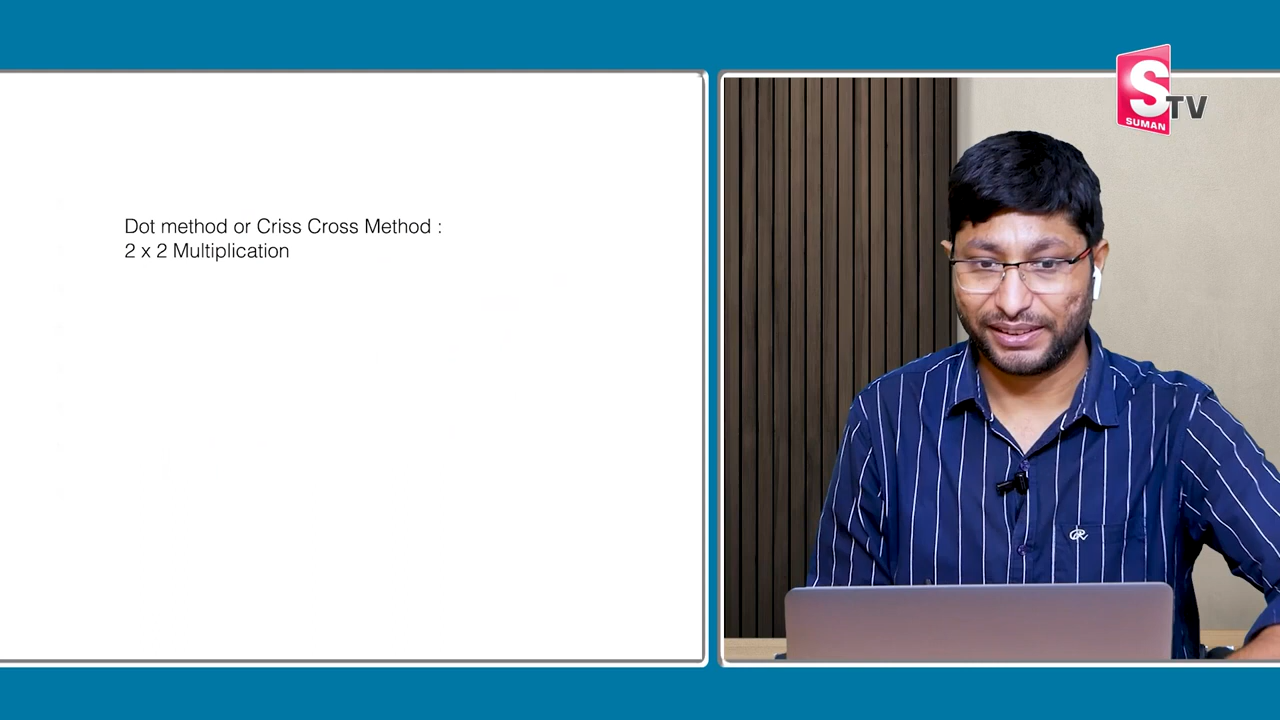 Dot method or Criss Cross Method :
2 x 2 Multiplication
S TV
SUMAN